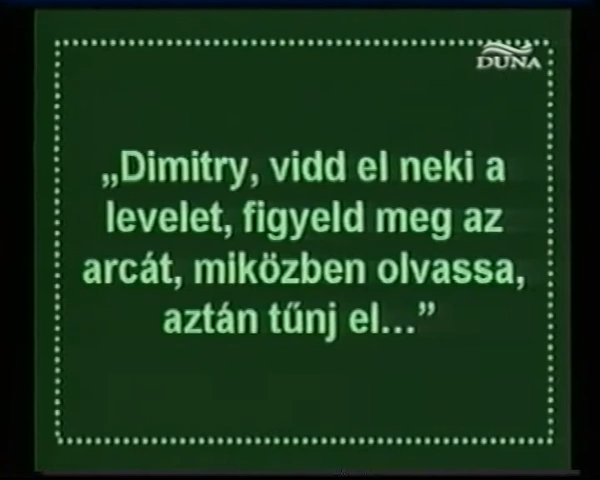 DUNA
„Dimitry, vidd el neki a
levelet, figyeld meg az
arcát, miközben olvassa,
aztán tűnj el...”